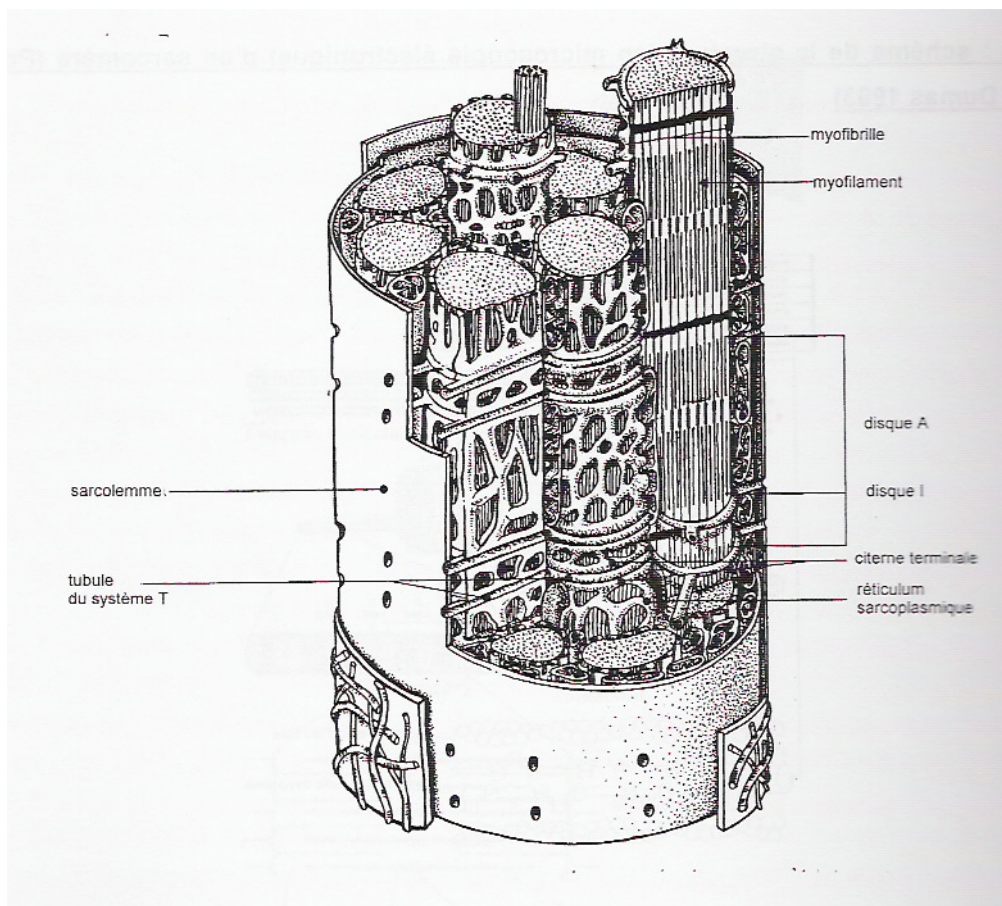 myofibrille
myofilament
disque A
sarcolemme
disque I
citerne terminale
tubule
du système T
réticulum
sarcoplasmique